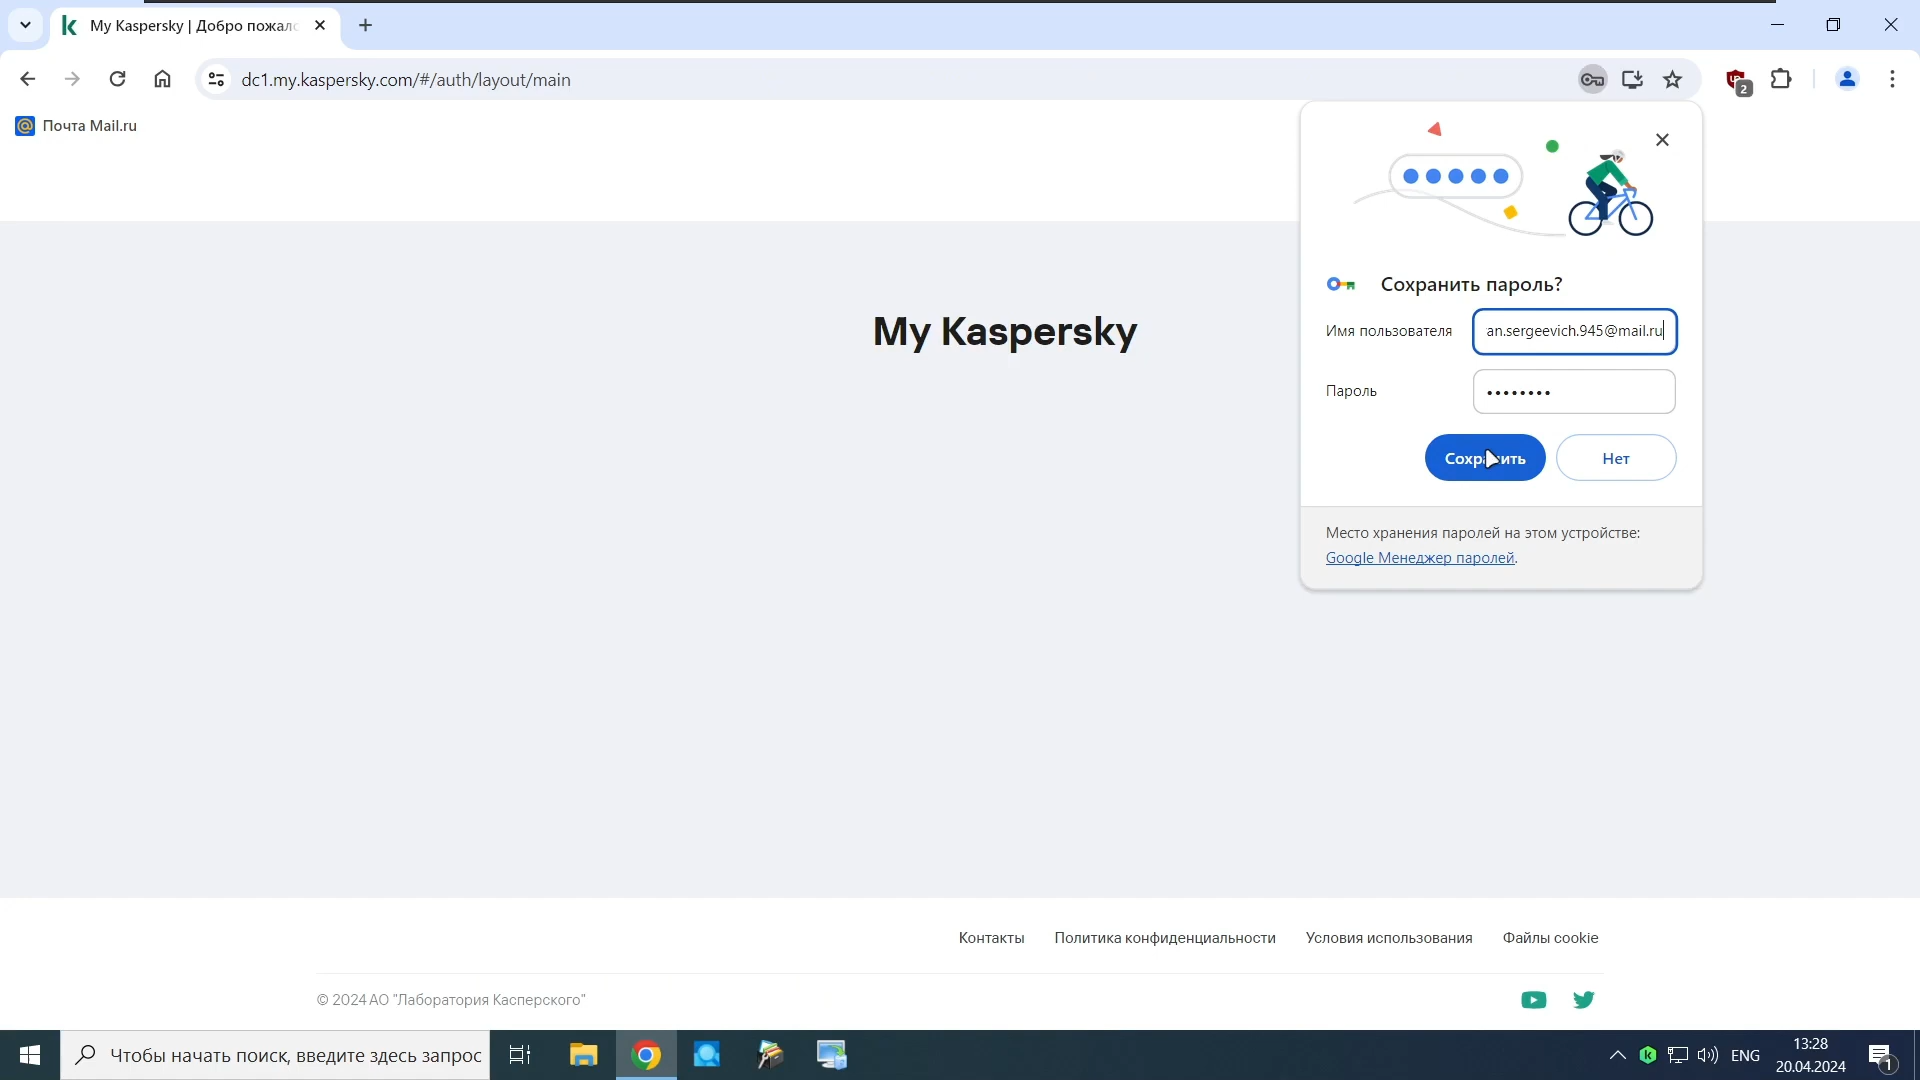 My Kaspersky | Добро пожало
dc1.my.kaspersky.com/#/auth/layout/main
2
Почта Mail.ru
Сохранить пароль?
Имя пользователя
an.sergeevich.945@mail.ru
Пароль
••••••••
Сохранить
Нет
Место хранения паролей на этом устройстве:
Google Менеджер паролей.
My Kaspersky
Контакты
Политика конфиденциальности
Условия использования
Файлы cookie
© 2024 АО "Лаборатория Касперского"
Чтобы начать поиск, введите здесь запрос
ENG
13:28
20.04.2024
1